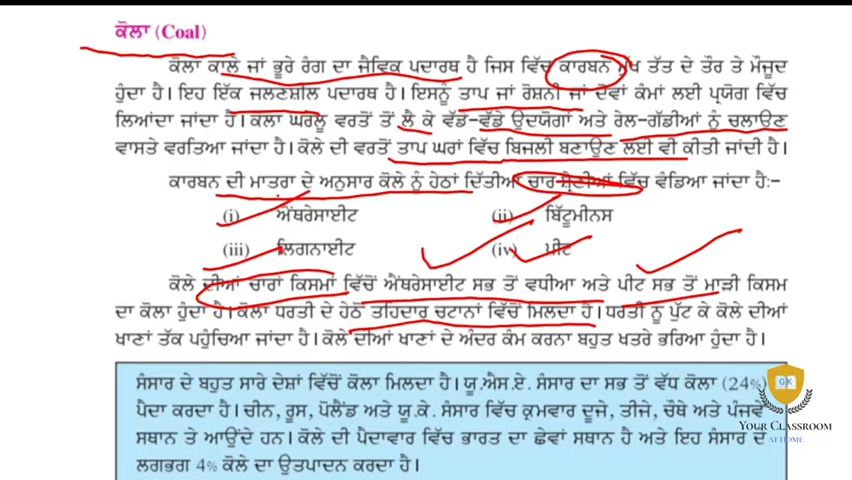 ਕੋਲਾ (Coal)
ਕੋਲਾ ਕਾਲੇ ਜਾਂ ਭੂਰੇ ਰੰਗ ਦਾ ਜੈਵਿਕ ਪਦਾਰਥ ਹੈ ਜਿਸ ਵਿੱਚ ਕਾਰਬਨ ਮੁੱਖ ਤੱਤ ਦੇ ਤੌਰ ਤੇ ਮੌਜੂਦ
ਹੁੰਦਾ ਹੈ। ਇਹ ਇੱਕ ਜਲਣਸ਼ੀਲ ਪਦਾਰਥ ਹੈ। ਇਸਨੂੰ ਤਾਪ ਜਾਂ ਰੋਸ਼ਨੀ ਜਾਂ ਦੋਵਾਂ ਕੰਮਾਂ ਲਈ ਪ੍ਰਯੋਗ ਵਿੱਚ
ਲਿਆਂਦਾ ਜਾਂਦਾ ਹੈ। ਕੋਲਾ ਘਰੇਲੂ ਵਰਤੋਂ ਤੋਂ ਲੈ ਕੇ ਵੱਡੇ-ਵੱਡੇ ਉਦਯੋਗਾਂ ਅਤੇ ਰੇਲ-ਗੱਡੀਆਂ ਨੂੰ ਚਲਾਉਣ
ਵਾਸਤੇ ਵਰਤਿਆ ਜਾਂਦਾ ਹੈ। ਕੋਲੇ ਦੀ ਵਰਤੋਂ ਤਾਪ ਘਰਾਂ ਵਿੱਚ ਬਿਜਲੀ ਬਣਾਉਣ ਲਈ ਵੀ ਕੀਤੀ ਜਾਂਦੀ ਹੈ।
ਕਾਰਬਨ ਦੀ ਮਾਤਰਾ ਦੇ ਅਨੁਸਾਰ ਕੋਲੇ ਨੂੰ ਹੇਠਾਂ ਦਿੱਤੀਆਂ ਚਾਰ ਸ਼੍ਰੇਣੀਆਂ ਵਿੱਚ ਵੰਡਿਆ ਜਾਂਦਾ ਹੈ:-
(i) ਐਂਥਰੇਸਾਈਟ (ii) ਬਿੱਟੂਮੀਨਸ
(iii) ਲਿਗਨਾਈਟ (iv) ਪੀਟ
ਕੋਲੇ ਦੀਆਂ ਚਾਰਾਂ ਕਿਸਮਾਂ ਵਿੱਚੋਂ ਐਂਥਰੇਸਾਈਟ ਸਭ ਤੋਂ ਵਧੀਆ ਅਤੇ ਪੀਟ ਸਭ ਤੋਂ ਮਾੜੀ ਕਿਸਮ
ਦਾ ਕੋਲਾ ਹੁੰਦਾ ਹੈ। ਕੋਲਾ ਧਰਤੀ ਦੇ ਹੇਠੋਂ ਤਹਿਦਾਰ ਚਟਾਨਾਂ ਵਿੱਚੋਂ ਮਿਲਦਾ ਹੈ। ਧਰਤੀ ਨੂੰ ਪੁੱਟ ਕੇ ਕੋਲੇ ਦੀਆਂ
ਖਾਣਾਂ ਤੱਕ ਪਹੁੰਚਿਆ ਜਾਂਦਾ ਹੈ। ਕੋਲੇ ਦੀਆਂ ਖਾਣਾਂ ਦੇ ਅੰਦਰ ਕੰਮ ਕਰਨਾ ਬਹੁਤ ਖਤਰੇ ਭਰਿਆ ਹੁੰਦਾ ਹੈ।
ਸੰਸਾਰ ਦੇ ਬਹੁਤ ਸਾਰੇ ਦੇਸ਼ਾਂ ਵਿੱਚੋਂ ਕੋਲਾ ਮਿਲਦਾ ਹੈ। ਯੂ.ਐਸ.ਏ. ਸੰਸਾਰ ਦਾ ਸਭ ਤੋਂ ਵੱਧ ਕੋਲਾ (24%)
ਪੈਦਾ ਕਰਦਾ ਹੈ। ਚੀਨ, ਰੂਸ, ਪੋਲੈਂਡ ਅਤੇ ਯੂ.ਕੇ. ਸੰਸਾਰ ਵਿੱਚ ਕ੍ਰਮਵਾਰ ਦੂਜੇ, ਤੀਜੇ, ਚੌਥੇ ਅਤੇ ਪੰਜਵੇਂ
ਸਥਾਨ ਤੇ ਆਉਂਦੇ ਹਨ। ਕੋਲੇ ਦੀ ਪੈਦਾਵਾਰ ਵਿੱਚ ਭਾਰਤ ਦਾ ਛੇਵਾਂ ਸਥਾਨ ਹੈ ਅਤੇ ਇਹ ਸੰਸਾਰ ਦੇ
ਲਗਭਗ 4% ਕੋਲੇ ਦਾ ਉਤਪਾਦਨ ਕਰਦਾ ਹੈ।
GK
YOUR CLASSROOM
AT HOME